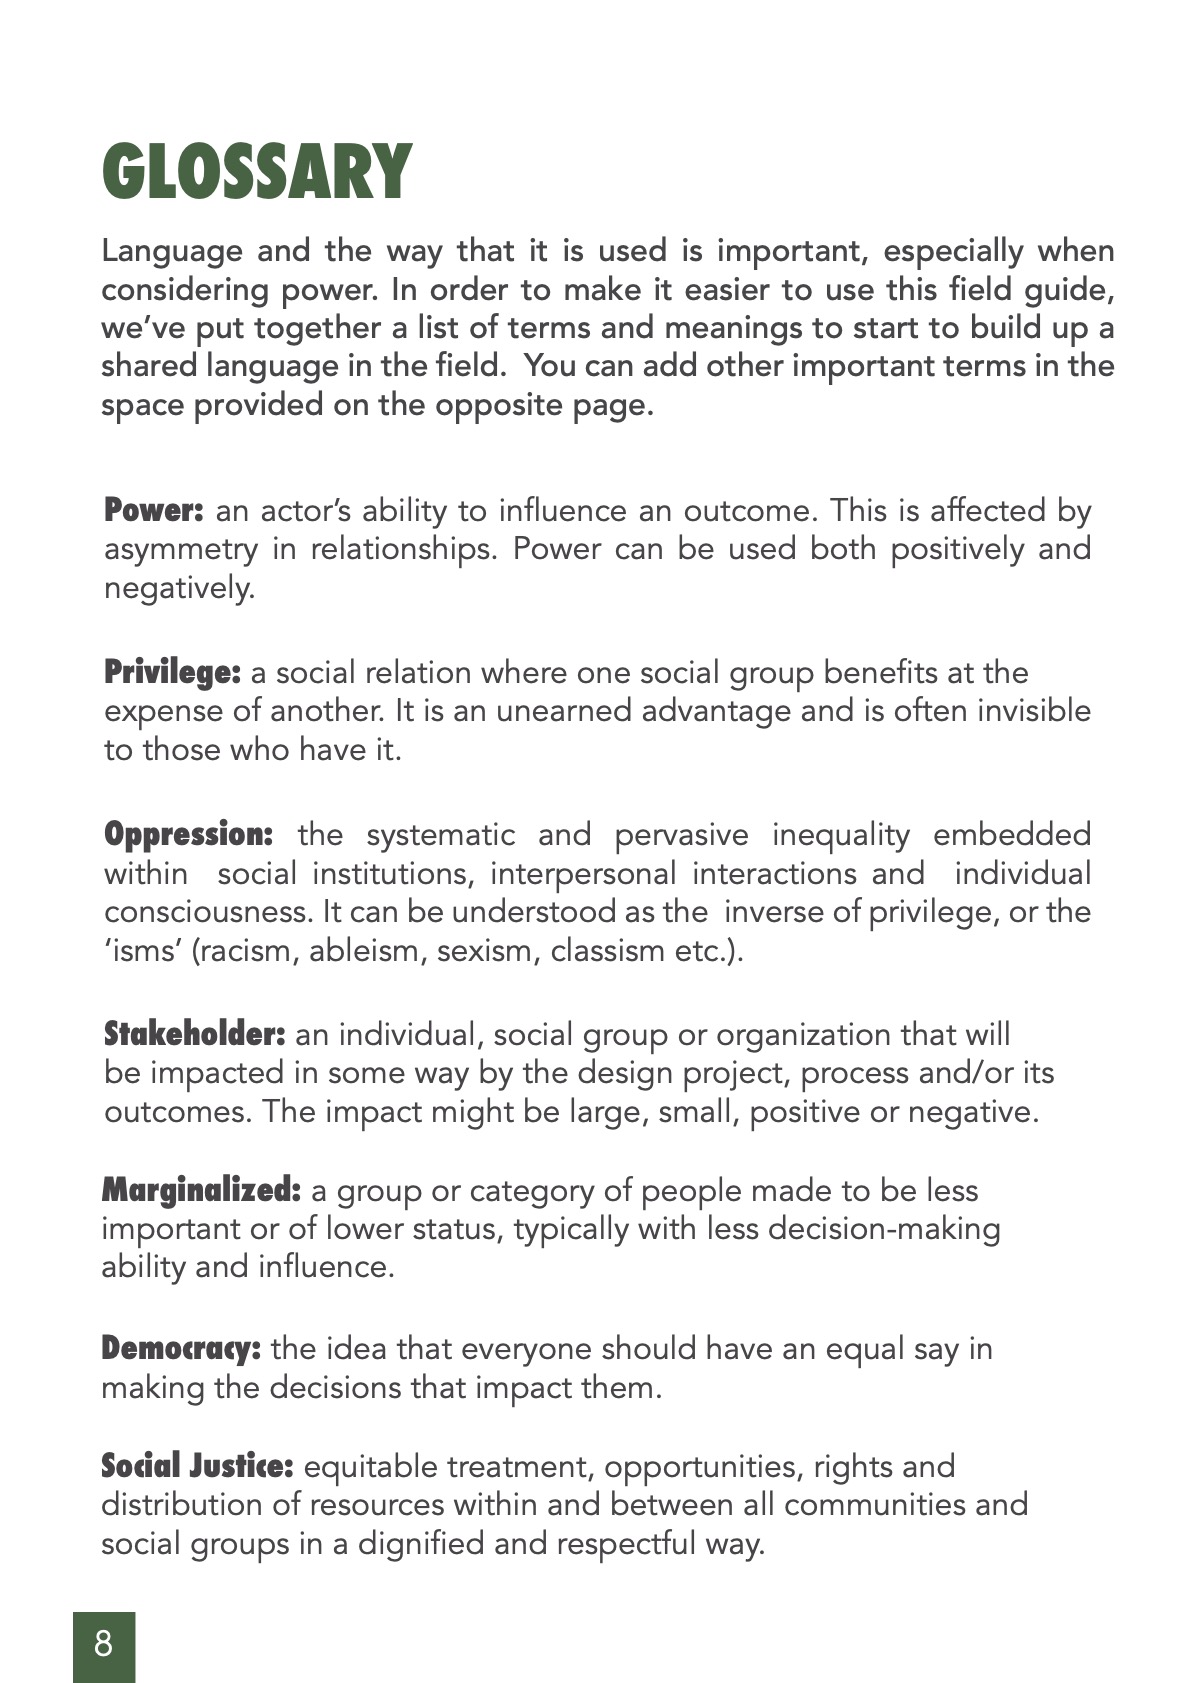 GLOSSARY
Language and the way that it is used is important, especially when
considering power. In order to make it easier to use this field guide,
we’ve put together a list of terms and meanings to start to build up a
shared language in the field.  You can add other important terms in the
space provided on the opposite page.
Power: an actor’s ability to influence an outcome. This is affected by
asymmetry in relationships. Power can be used both positively and
negatively.
Privilege: a social relation where one social group benefits at the
expense of another. It is an unearned advantage and is often invisible
to those who have it.
Oppression: the systematic and pervasive inequality embedded
within  social institutions, interpersonal interactions and  individual
consciousness. It can be understood as the  inverse of privilege, or the
‘isms’ (racism, ableism, sexism, classism etc.).
Stakeholder: an individual, social group or organization that will
be impacted in some way by the design project, process and/or its
outcomes. The impact might be large, small, positive or negative.
Marginalized: a group or category of people made to be less
important or of lower status, typically with less decision-making
ability and influence.
Democracy: the idea that everyone should have an equal say in
making the decisions that impact them.
Social Justice: equitable treatment, opportunities, rights and
distribution of resources within and between all communities and
social groups in a dignified and respectful way.
8